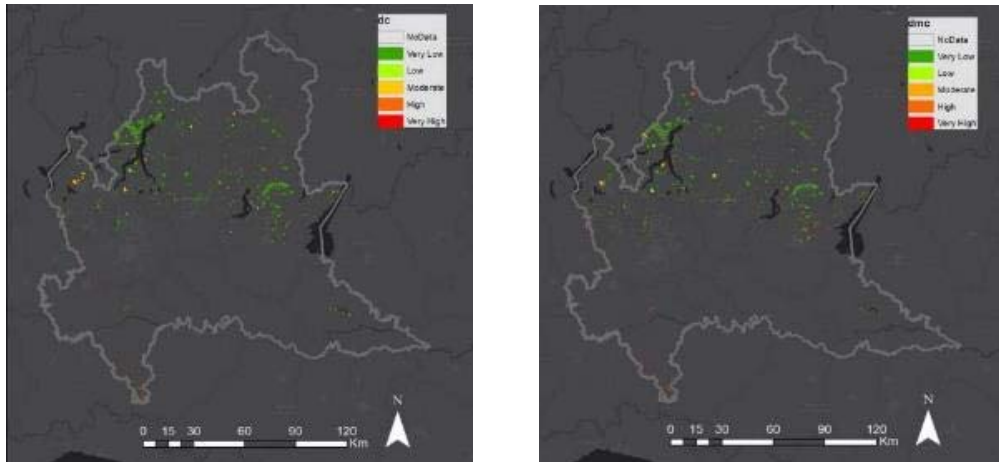 dc
NoData
Very Low
Low
Moderate
High
Very High
N
0 15 30 60 90 120
Km
dmc
NoData
Very Low
Low
Moderate
High
Very High
N
0 15 30 60 90 120
Km